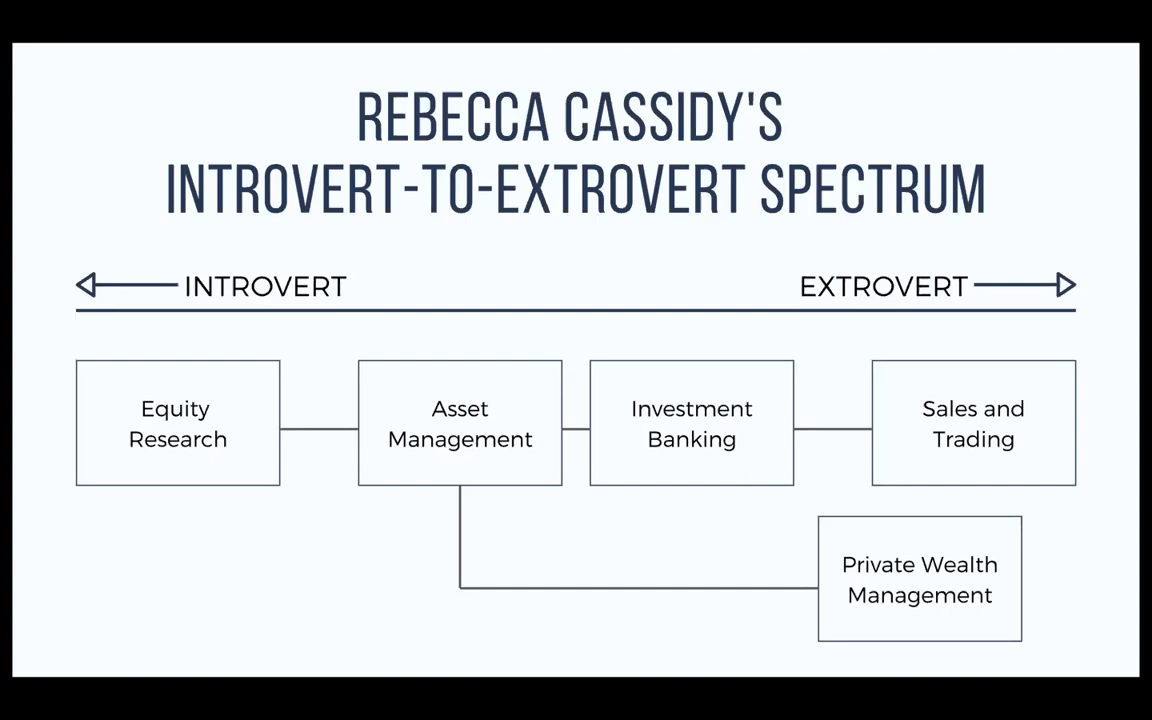 REBECCA CASSIDY'S
INTROVERT-TO-EXTROVERT SPECTRUM
INTROVERT
EXTROVERT
Equity
Research
Asset
Management
Investment
Banking
Sales and
Trading
Private Wealth
Management